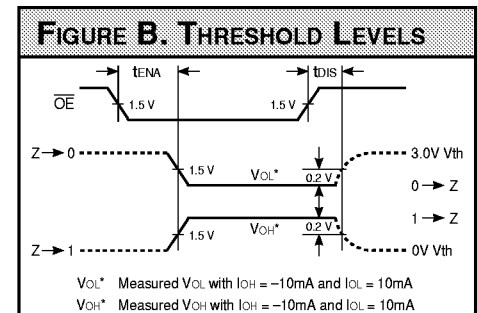 FIGURE B. THRESHOLD LEVELS
tENA tDIS
OE 1.5 V 1.5 V
Z→0 3.0V Vth
1.5 V VOL* 0.2 V
0→Z
1→Z
1.5 V VOH* 0.2 V
Z→1 0V Vth
VOL* Measured VOL with IOH = –10mA and IOL = 10mA
VOH* Measured VOH with IOH = –10mA and IOL = 10mA